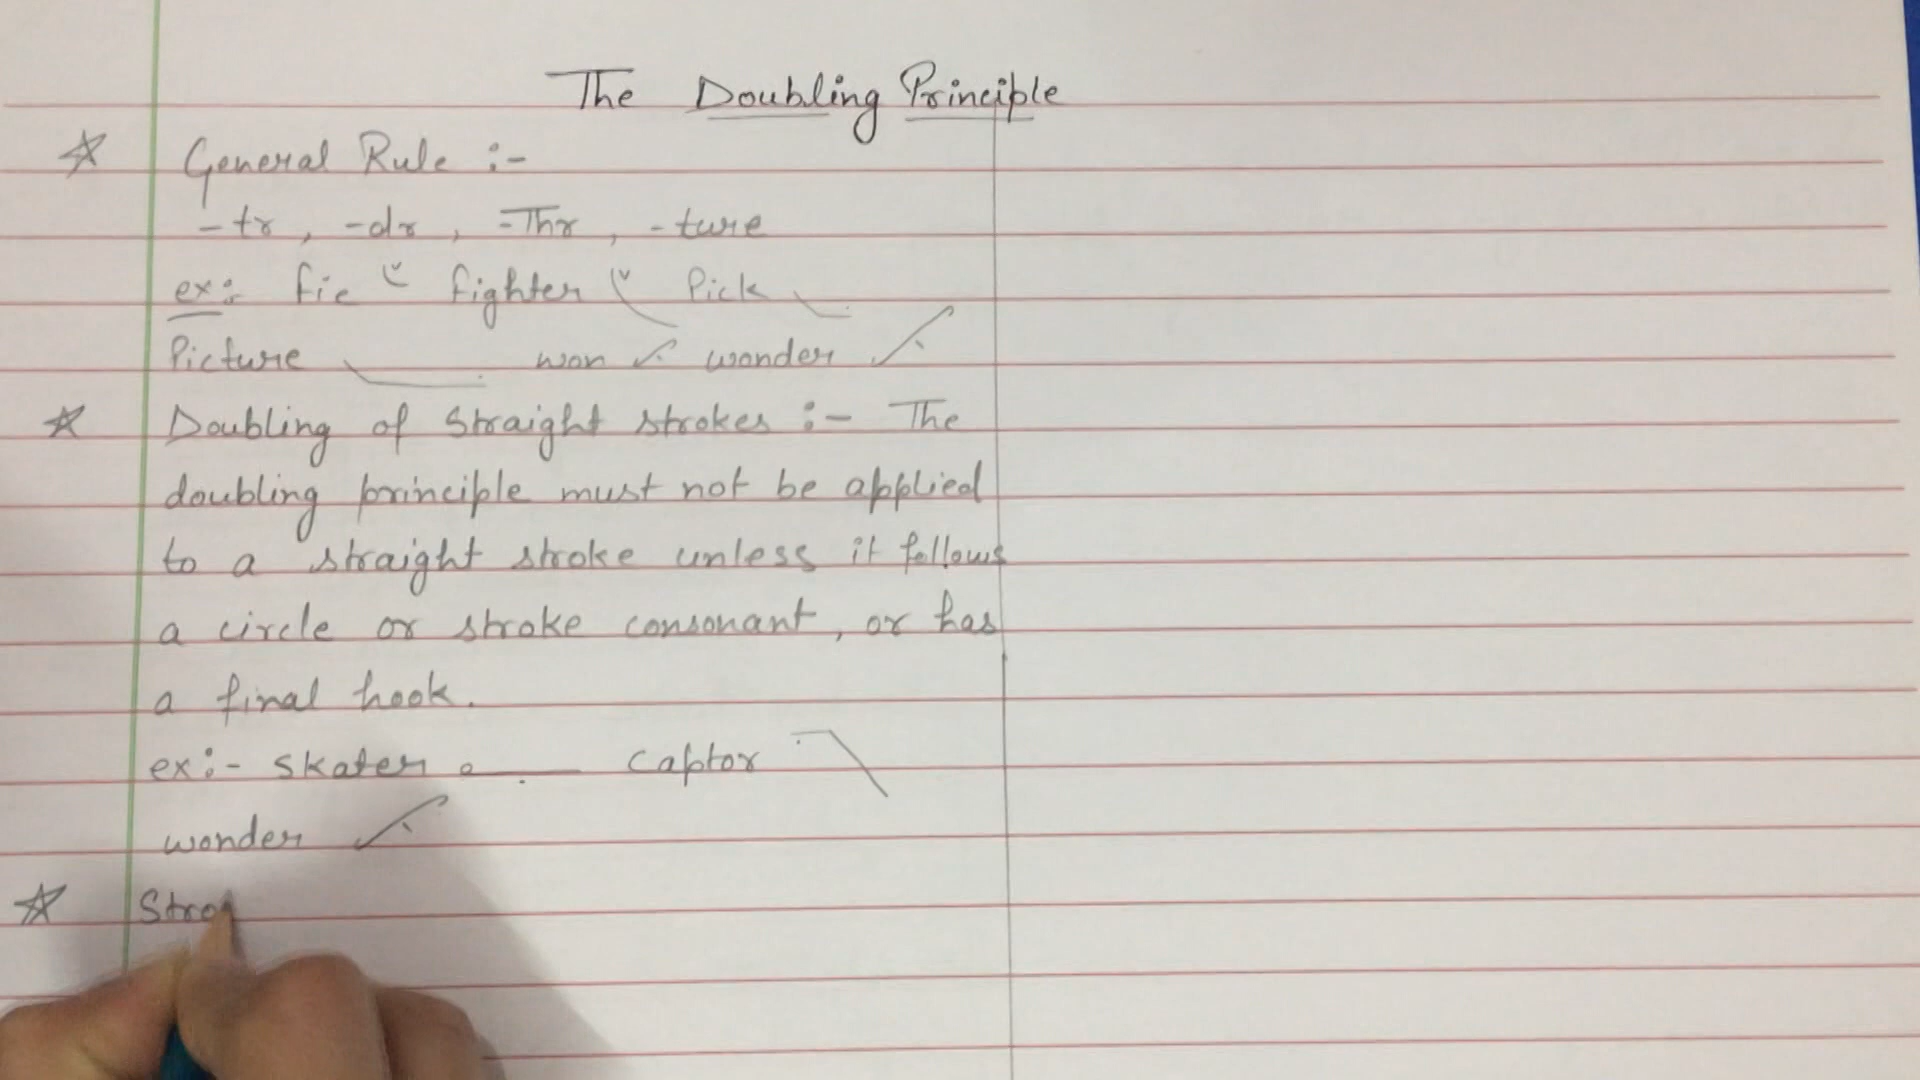 The Doubling Principle
General Rule :-
-tr, -dr, -Thr, -ture
ex:- fie fighter Pick
Picture won wonder
Doubling of straight strokes :- The
doubling principle must not be applied
to a straight stroke unless it follows
a circle or stroke consonant, or has
a final hook.
ex:- skater captor
wonder